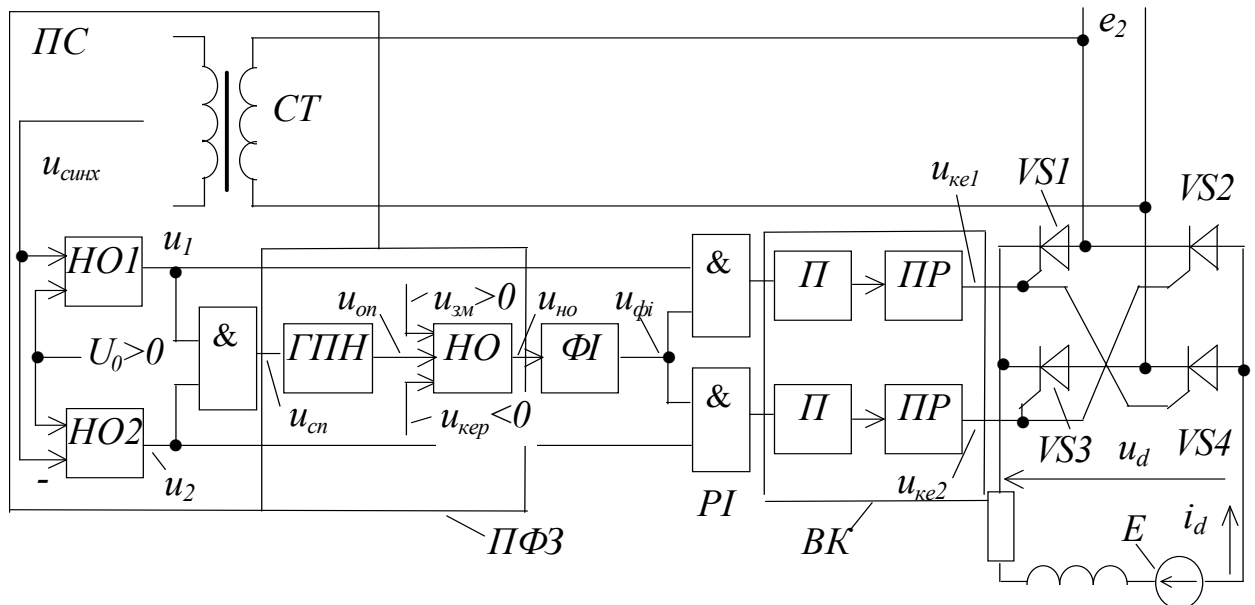 ПС
e2
СТ
uсинх
VS1
VS2
uке1
НО1
u1
&
П
ПР
uоп
uзм>0
uно
uфі
U0>0
&
ГПН
НО
ФІ
uсп
uкер<0
&
П
ПР
НО2
-
u2
VS3
ud
VS4
uке2
РІ
ПФЗ
ВК
E
id